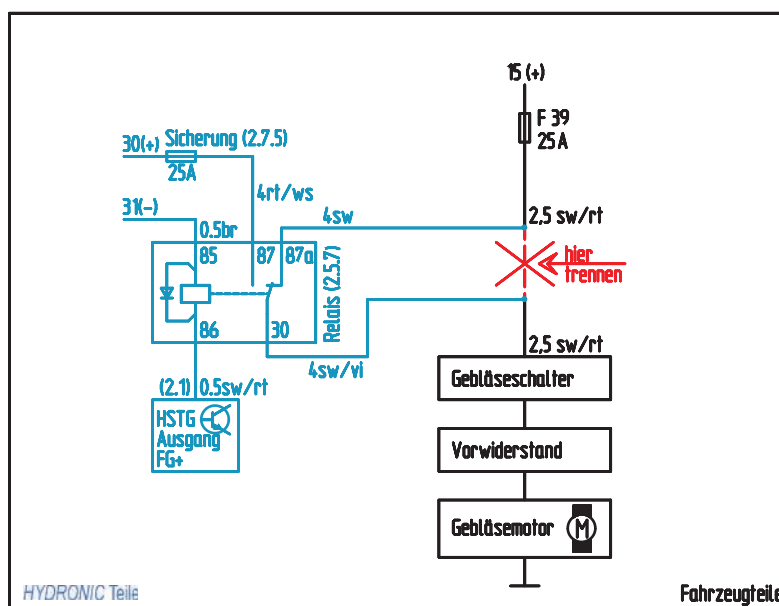 15 (+)
F 39
25A
Sicherung (2.7.5)
30(+)
25A
4rt/ws
31(-)
4sw
2,5 sw/rt
0.5br
85
87
87a
hier
trennen
Relais (2.5.7)
86
30
2,5 sw/rt
4sw/vi
(2.1)
0.5sw/rt
Gebläseschalter
HSTG
Ausgang
FG+
Vorwiderstand
Gebläsemotor
M
HYDRONIC Teile
Fahrzeugteile